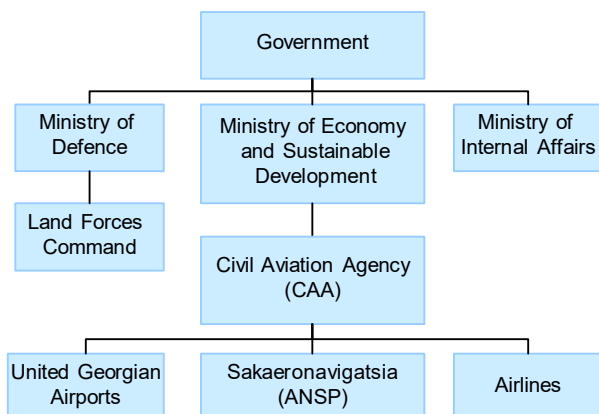 Government
Ministry of
Defence
Ministry of Economy
and Sustainable
Development
Ministry of
Internal Affairs
Land Forces
Command
Civil Aviation Agency
(CAA)
United Georgian
Airports
Sakaeronavigatsia
(ANSP)
Airlines